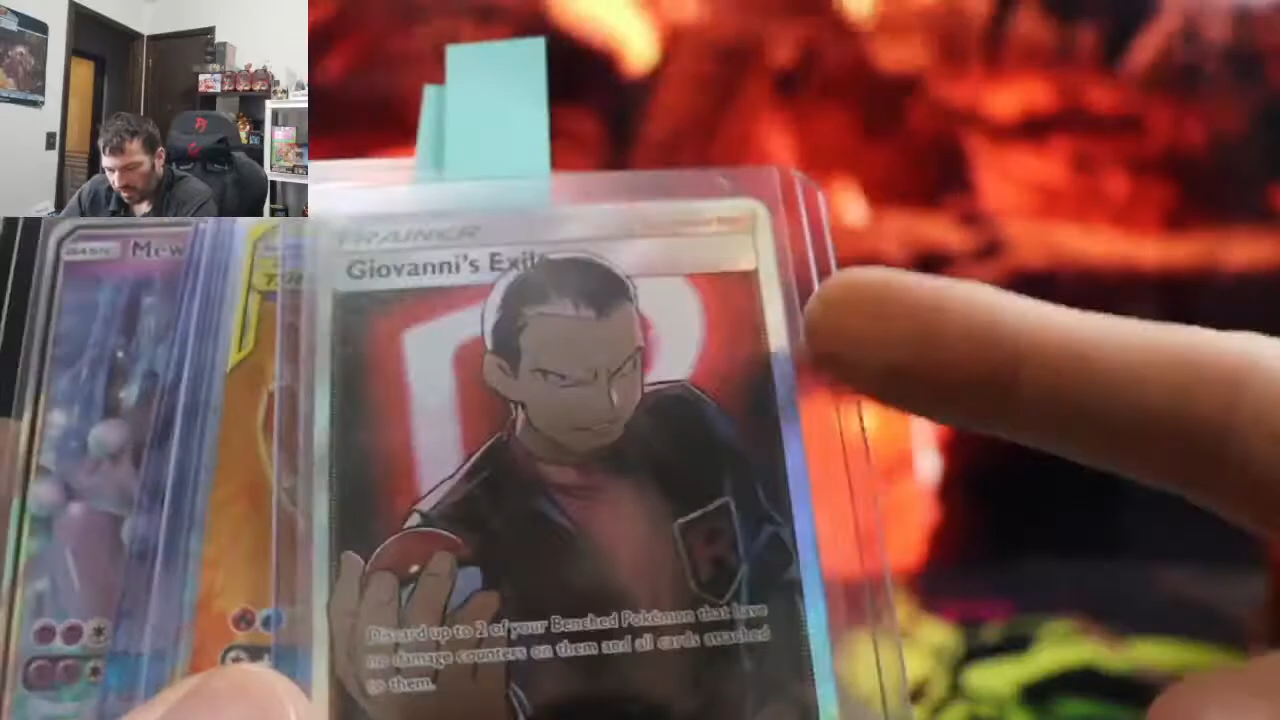 BASIC Mew
TRAINER
Giovanni's Exile
Discard up to 2 of your Benched Pokémon that have
no damage counters on them and all cards attached
to them.